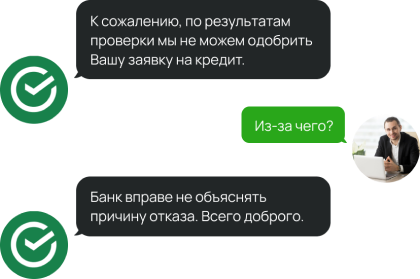 К сожалению, по результатам
проверки мы не можем одобрить
Вашу заявку на кредит.
Из-за чего?
Банк вправе не объяснять
причину отказа. Всего доброго.